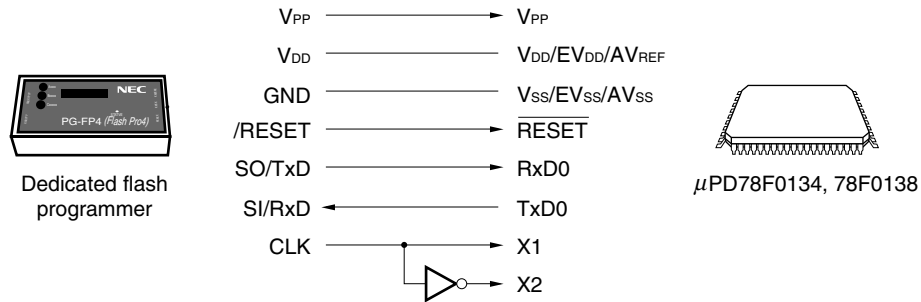 VPP VPP
VDD VDD/EVDD/AVREF
GND VSS/EVSS/AVSS
/RESET RESET
SO/TxD RxD0
SI/RxD TxD0
CLK X1
X2
NEC
PG-FP4 (Flash Pro4)
Dedicated flash
programmer
μPD78F0134, 78F0138